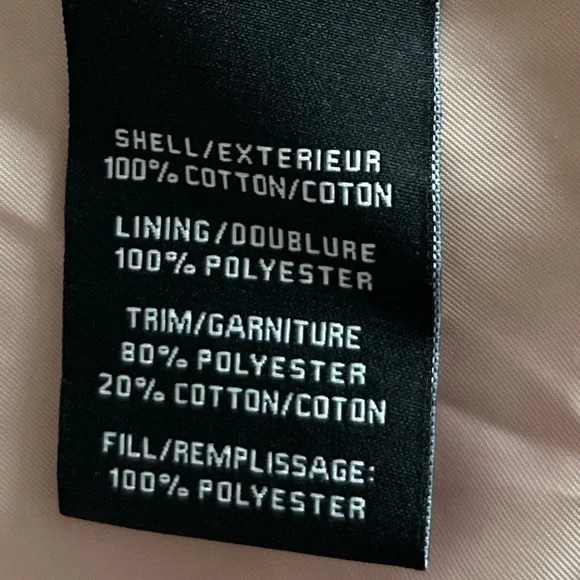 SHELL/EXTERIEUR
100% COTTON/COTON
LINING/DOUBLURE
100% POLYESTER
TRIM/GARNITURE
80% POLYESTER
20% COTTON/COTON
FILL/REMPLISSAGE:
100% POLYESTER